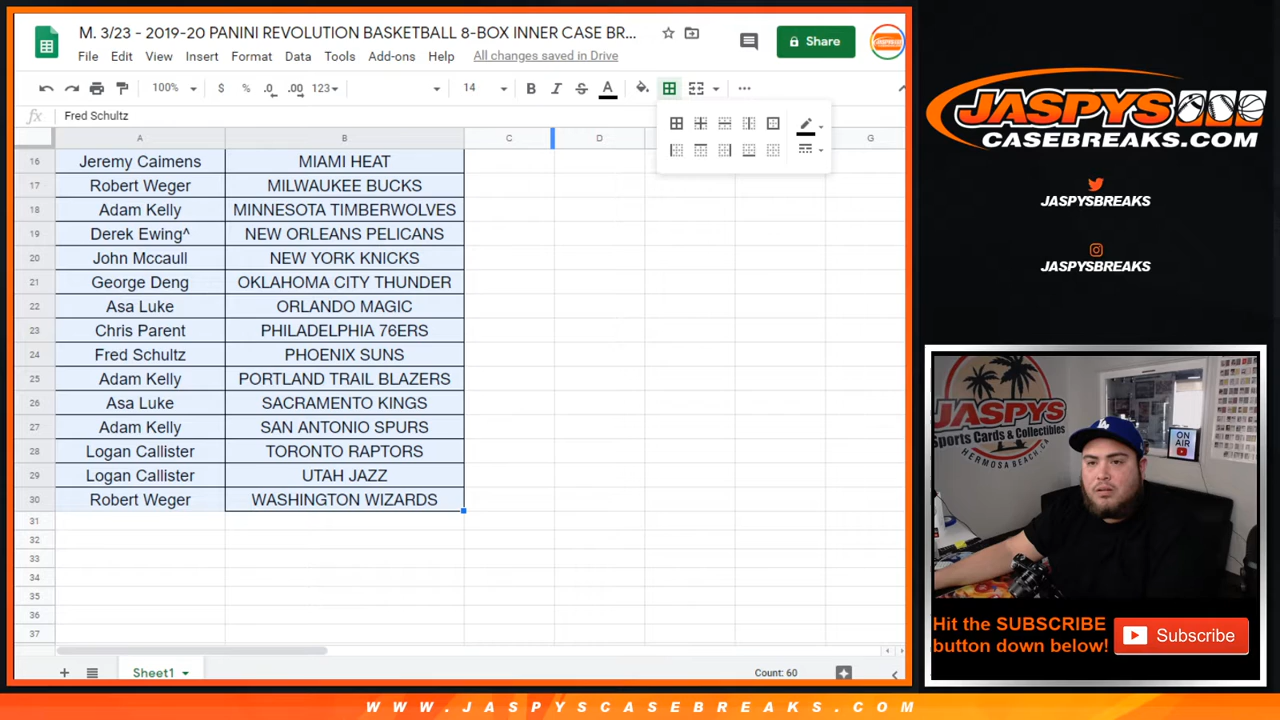 M. 3/23 - 2019-20 PANINI REVOLUTION BASKETBALL 8-BOX INNER CASE BR...
File Edit View Insert Format Data Tools Add-ons Help All changes saved in Drive
Share
100% $ % .0 .00 123 14 B I S A
fx Fred Schultz
A B C D G
16 Jeremy Caimens MIAMI HEAT
17 Robert Weger MILWAUKEE BUCKS
18 Adam Kelly MINNESOTA TIMBERWOLVES
19 Derek Ewing^ NEW ORLEANS PELICANS
20 John Mccaull NEW YORK KNICKS
21 George Deng OKLAHOMA CITY THUNDER
22 Asa Luke ORLANDO MAGIC
23 Chris Parent PHILADELPHIA 76ERS
24 Fred Schultz PHOENIX SUNS
25 Adam Kelly PORTLAND TRAIL BLAZERS
26 Asa Luke SACRAMENTO KINGS
27 Adam Kelly SAN ANTONIO SPURS
28 Logan Callister TORONTO RAPTORS
29 Logan Callister UTAH JAZZ
30 Robert Weger WASHINGTON WIZARDS
31
32
33
34
35
36
37
Sheet1
Count: 60
JASPYS
CASEBREAKS.COM
JASPYSBREAKS
JASPYSBREAKS
JASPYS
Sports Cards & Collectibles
HERMOSA BEACH, CA
ON AIR
Hit the SUBSCRIBE
button down below!
Subscribe
WWW.JASPYSCASEBREAKS.COM